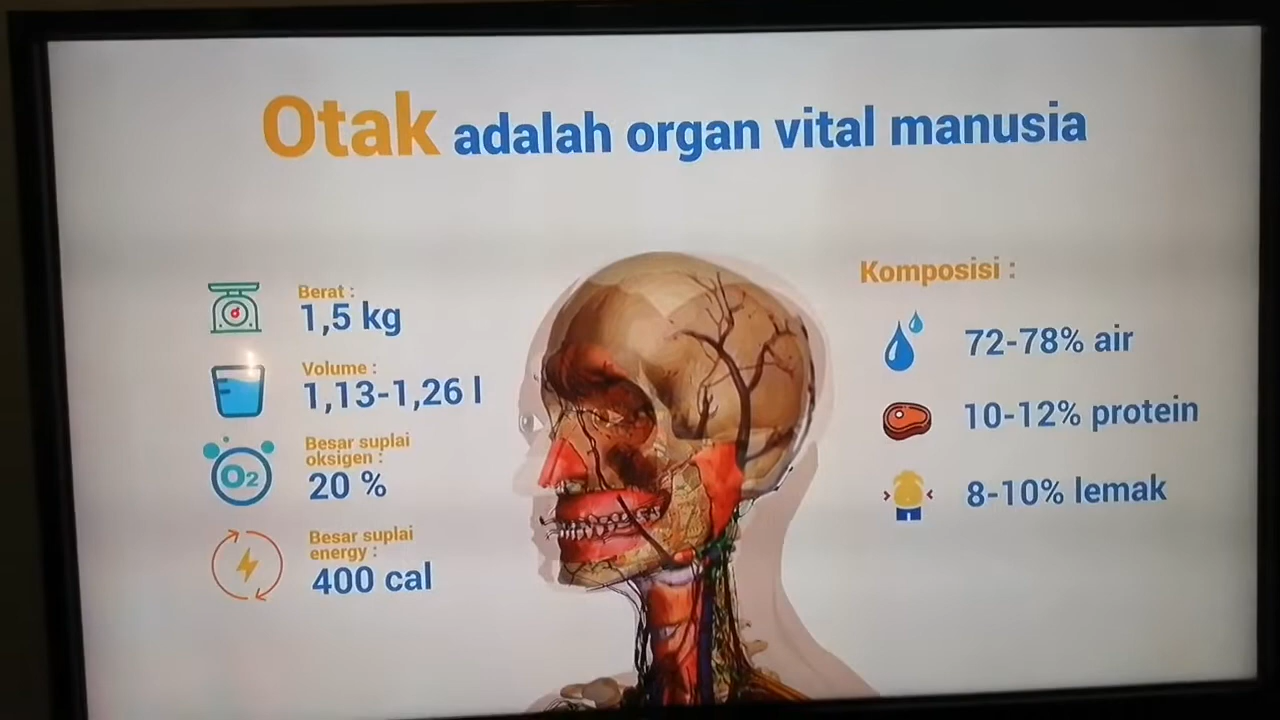 Otak adalah organ vital manusia
Berat :
1,5 kg
Volume :
1,13-1,26 l
Besar suplai
oksigen :
O2
20 %
Besar suplai
energy :
400 cal
Komposisi :
72-78% air
10-12% protein
8-10% lemak